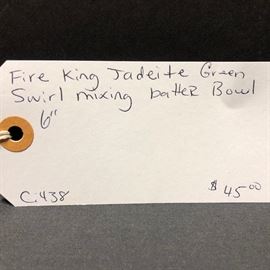 Fire King Jadeite Green
Swirl mixing batter Bowl
6"
C:438
$45.00